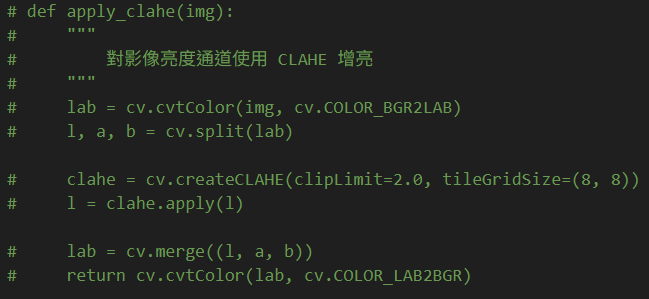 # def apply_clahe(img):
#     """
#         對影像亮度通道使用 CLAHE 增亮
#     """
#     lab = cv.cvtColor(img, cv.COLOR_BGR2LAB)
#     l, a, b = cv.split(lab)
#     clahe = cv.createCLAHE(clipLimit=2.0, tileGridSize=(8, 8))
#     l = clahe.apply(l)
#     lab = cv.merge((l, a, b))
#     return cv.cvtColor(lab, cv.COLOR_LAB2BGR)